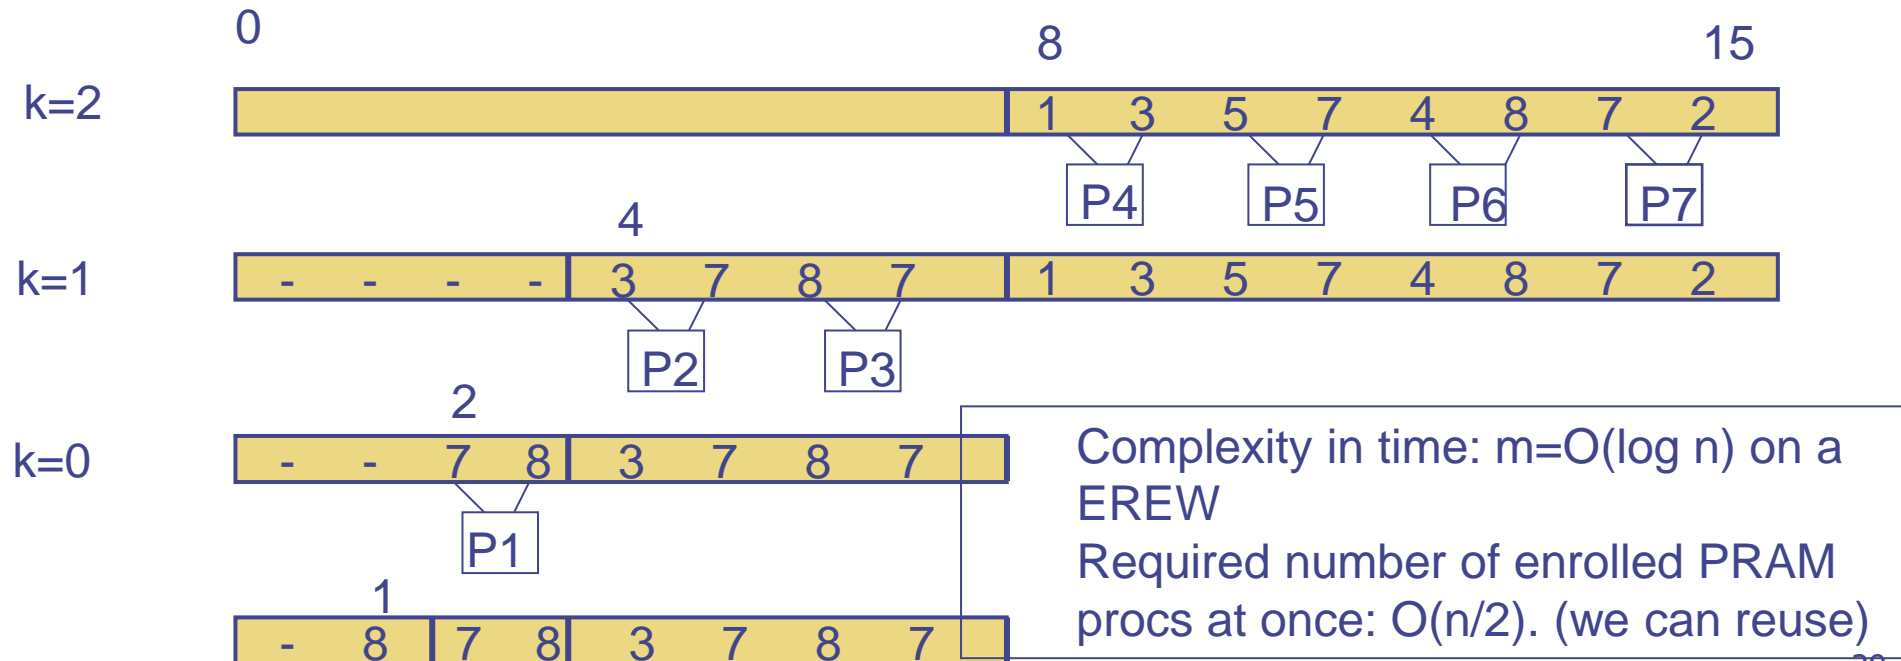 0 8 15
k=2 1 3 5 7 4 8 7 2
P4 P5 P6 P7
4
k=1 - - - - 3 7 8 7 1 3 5 7 4 8 7 2
P2 P3
2
k=0 - - 7 8 3 7 8 7
P1
1
- 8 7 8 3 7 8 7
Complexity in time: m=O(log n) on a
EREW
Required number of enrolled PRAM
procs at once: O(n/2). (we can reuse)